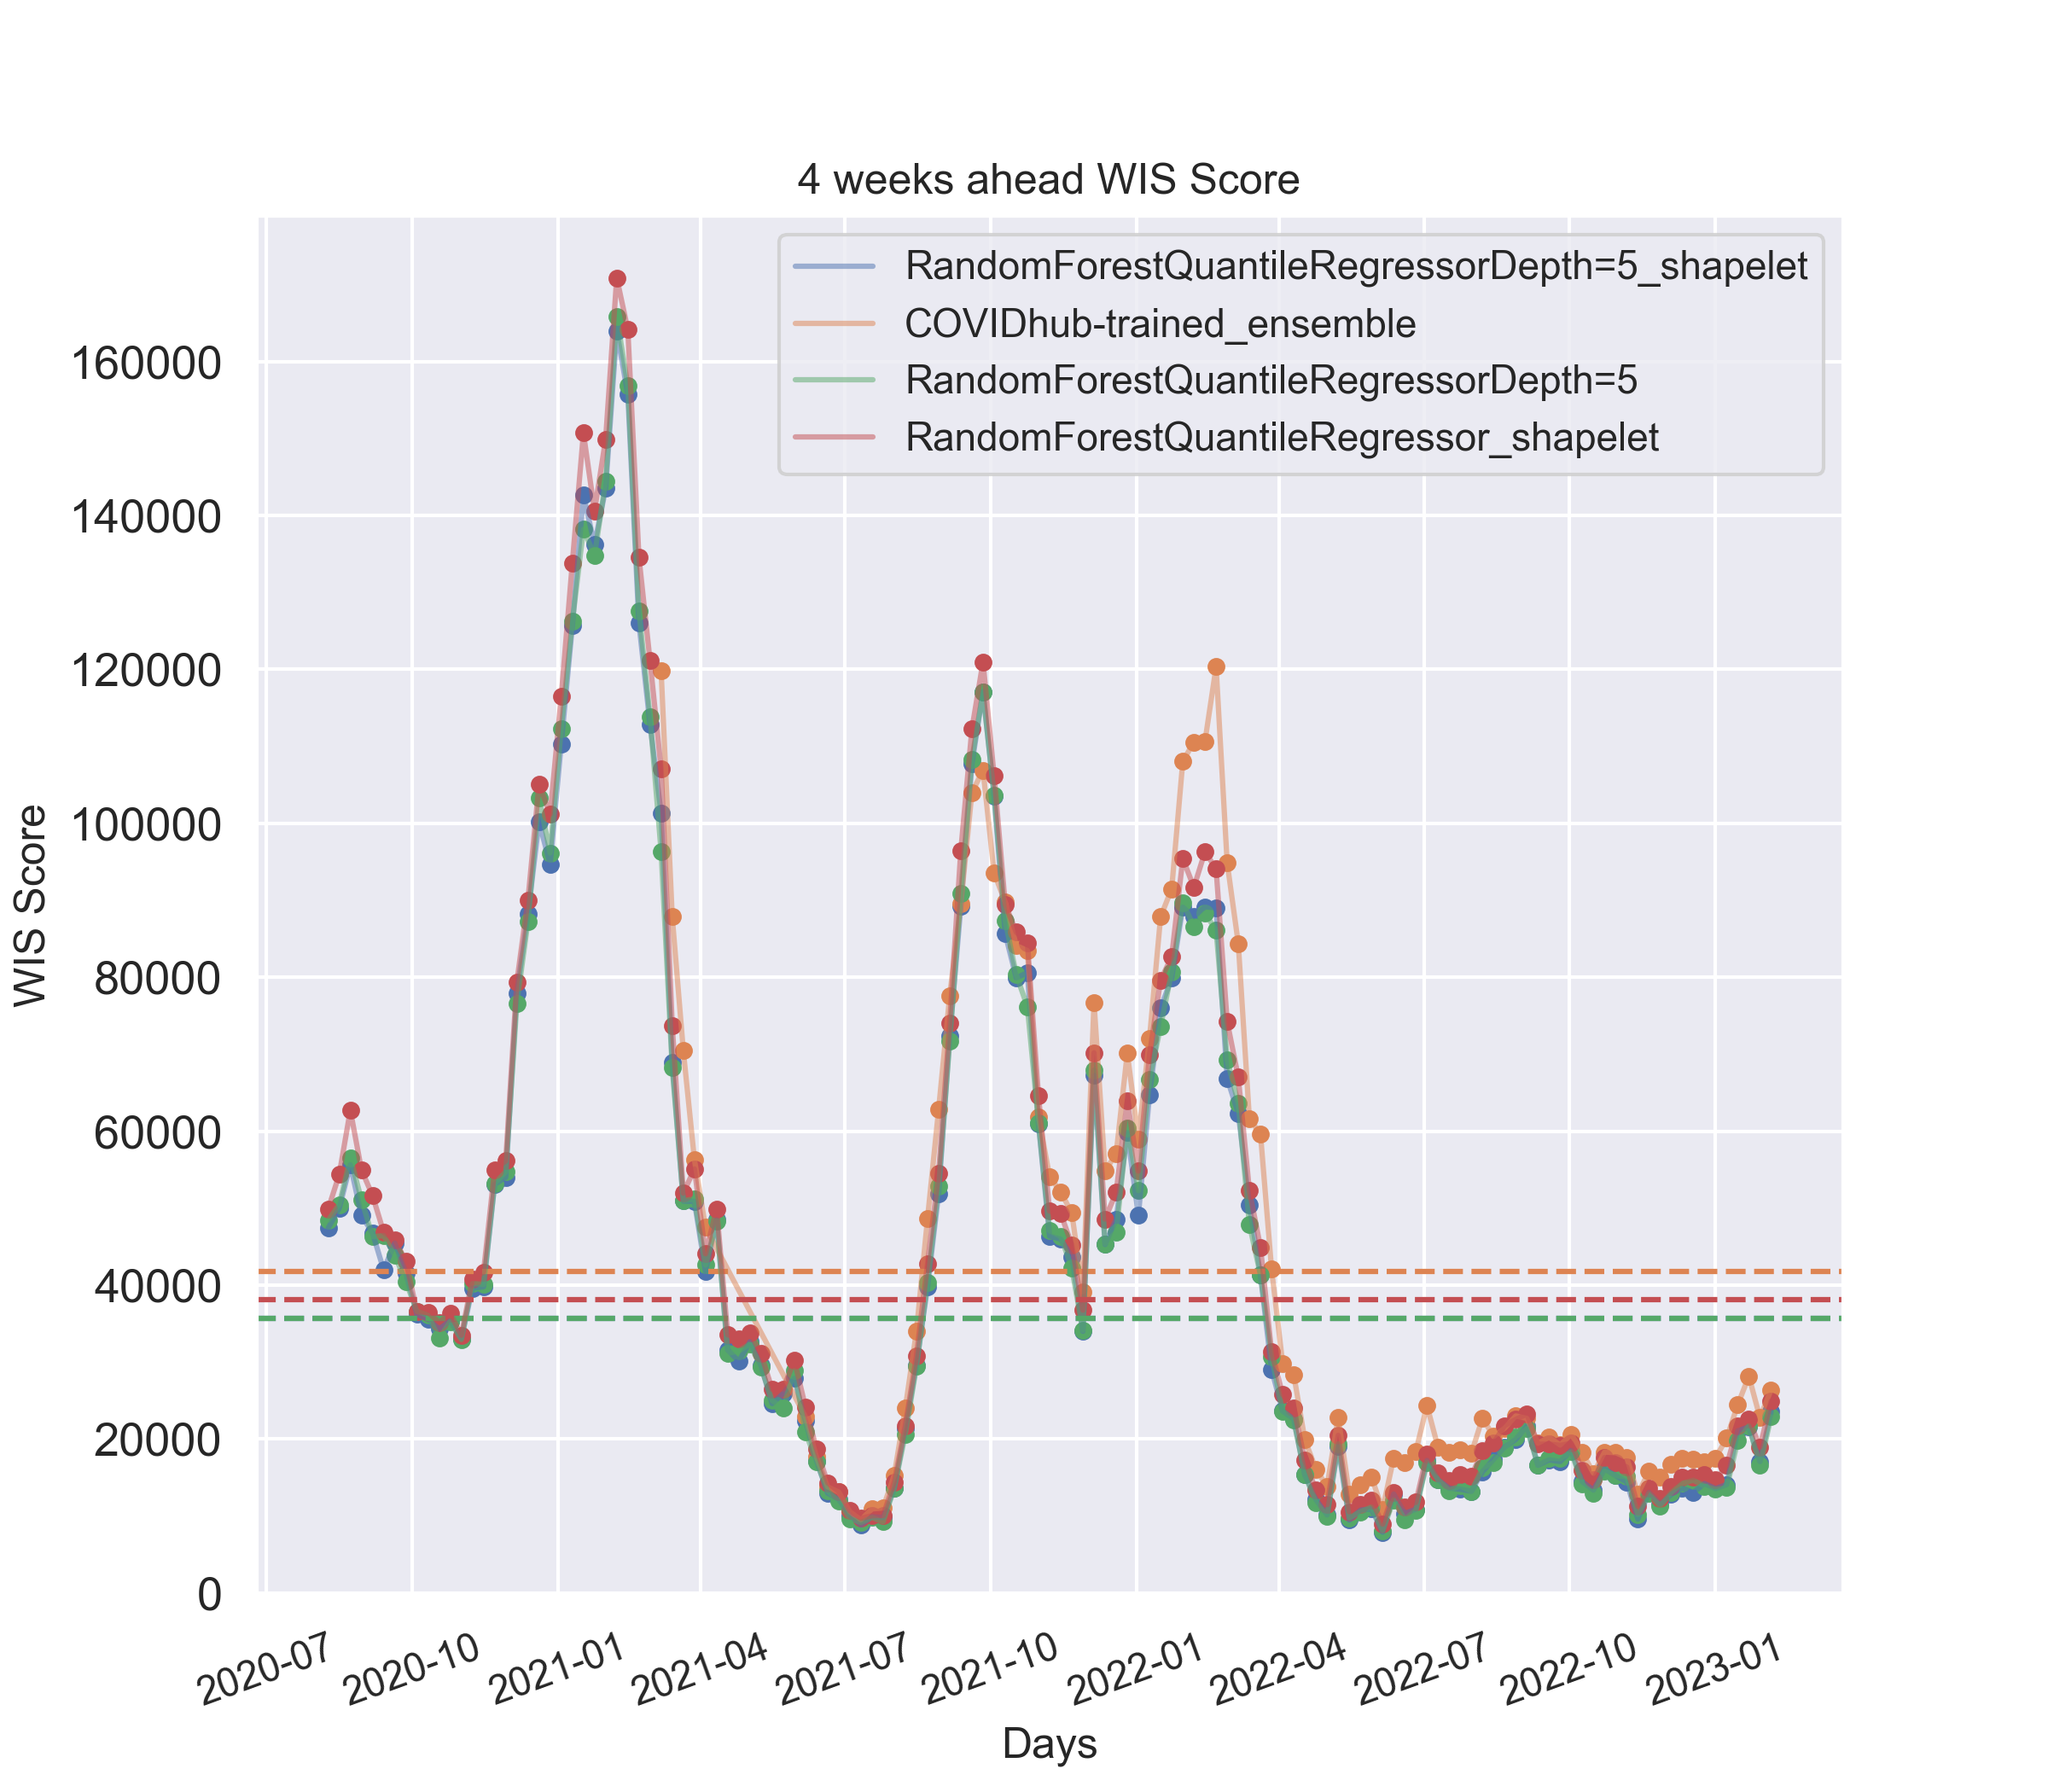 4 weeks ahead WIS Score
RandomForestQuantileRegressorDepth=5_shapelet
COVIDhub-trained_ensemble
RandomForestQuantileRegressorDepth=5
RandomForestQuantileRegressor_shapelet
160000
140000
120000
100000
80000
60000
40000
20000
0
WIS Score
2020-07
2020-10
2021-01
2021-04
2021-07
2021-10
2022-01
2022-04
2022-07
2022-10
2023-01
Days